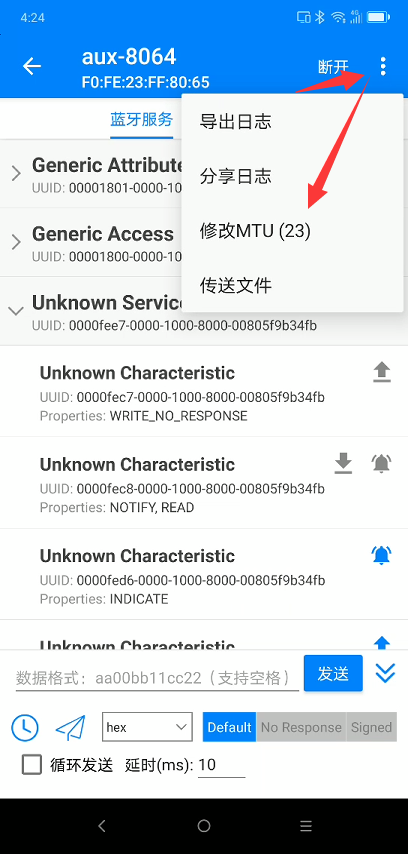 4:24
4G
aux-8064
F0:FE:23:FF:80:65
断开
蓝牙服务
导出日志
分享日志
修改MTU (23)
传送文件
Generic Attribute
UUID: 00001801-0000-10
Generic Access
UUID: 00001800-0000-10
Unknown Servic
UUID: 0000fee7-0000-1000-8000-00805f9b34fb
Unknown Characteristic
UUID: 0000fec7-0000-1000-8000-00805f9b34fb
Properties: WRITE_NO_RESPONSE
Unknown Characteristic
UUID: 0000fec8-0000-1000-8000-00805f9b34fb
Properties: NOTIFY, READ
Unknown Characteristic
UUID: 0000fed6-0000-1000-8000-00805f9b34fb
Properties: INDICATE
Unknown Characteristic
数据格式：aa00bb11cc22（支持空格）
发送
hex
Default
No Response
Signed
循环发送
延时(ms): 10